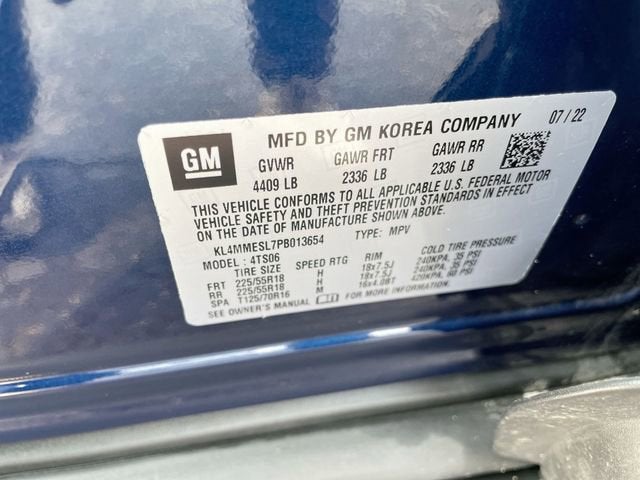 GM
MFD BY GM KOREA COMPANY 07/22
GVWR GAWR FRT GAWR RR
4409 LB 2336 LB 2336 LB
THIS VEHICLE CONFORMS TO ALL APPLICABLE U.S. FEDERAL MOTOR
VEHICLE SAFETY AND THEFT PREVENTION STANDARDS IN EFFECT
ON THE DATE OF MANUFACTURE SHOWN ABOVE.
KL4MMESL7PB013654 TYPE: MPV
MODEL: 4TS06
TIRE SIZE SPEED RTG RIM COLD TIRE PRESSURE
FRT 225/55R18 H 18x7.5J 240KPA, 35 PSI
RR 225/55R18 H 18x7.5J 240KPA, 35 PSI
SPA T125/70R16 M 16x4.0BT 420KPA, 60 PSI
SEE OWNER'S MANUAL FOR MORE INFORMATION.